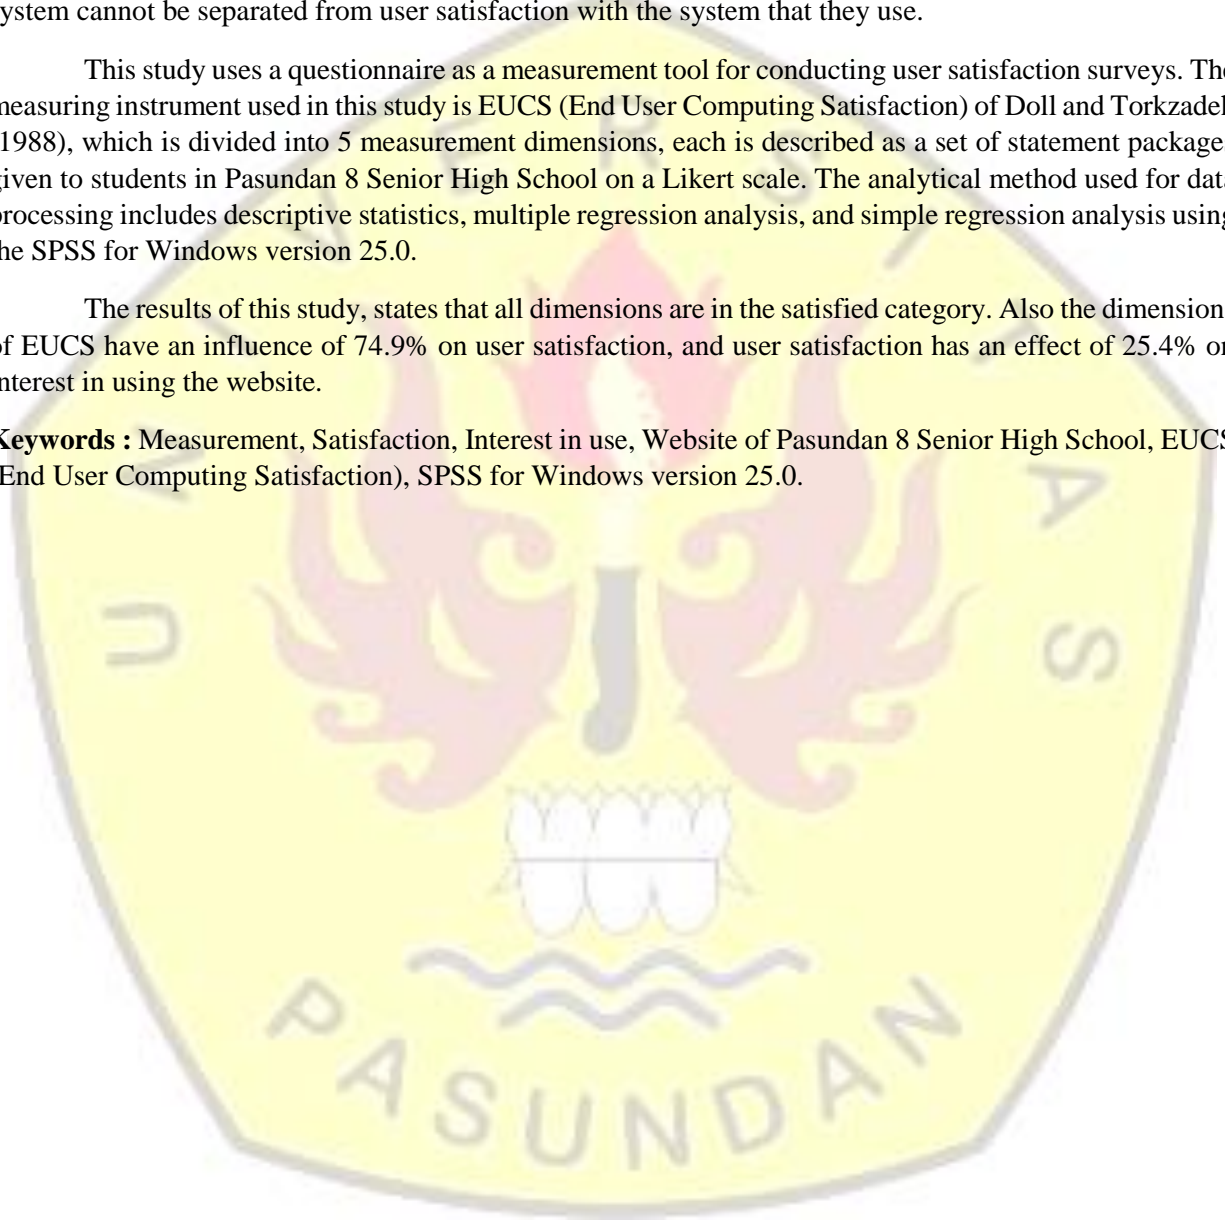 system cannot be separated from user satisfaction with the system that they use.
This study uses a questionnaire as a measurement tool for conducting user satisfaction surveys. The
measuring instrument used in this study is EUCS (End User Computing Satisfaction) of Doll and Torkzadeh
1988), which is divided into 5 measurement dimensions, each is described as a set of statement packages
given to students in Pasundan 8 Senior High School on a Likert scale. The analytical method used for data
processing includes descriptive statistics, multiple regression analysis, and simple regression analysis using
the SPSS for Windows version 25.0.
The results of this study, states that all dimensions are in the satisfied category. Also the dimensions
of EUCS have an influence of 74.9% on user satisfaction, and user satisfaction has an effect of 25.4% on
interest in using the website.
Keywords : Measurement, Satisfaction, Interest in use, Website of Pasundan 8 Senior High School, EUCS
(End User Computing Satisfaction), SPSS for Windows version 25.0.
UNIVERSITAS
PASUNDAN